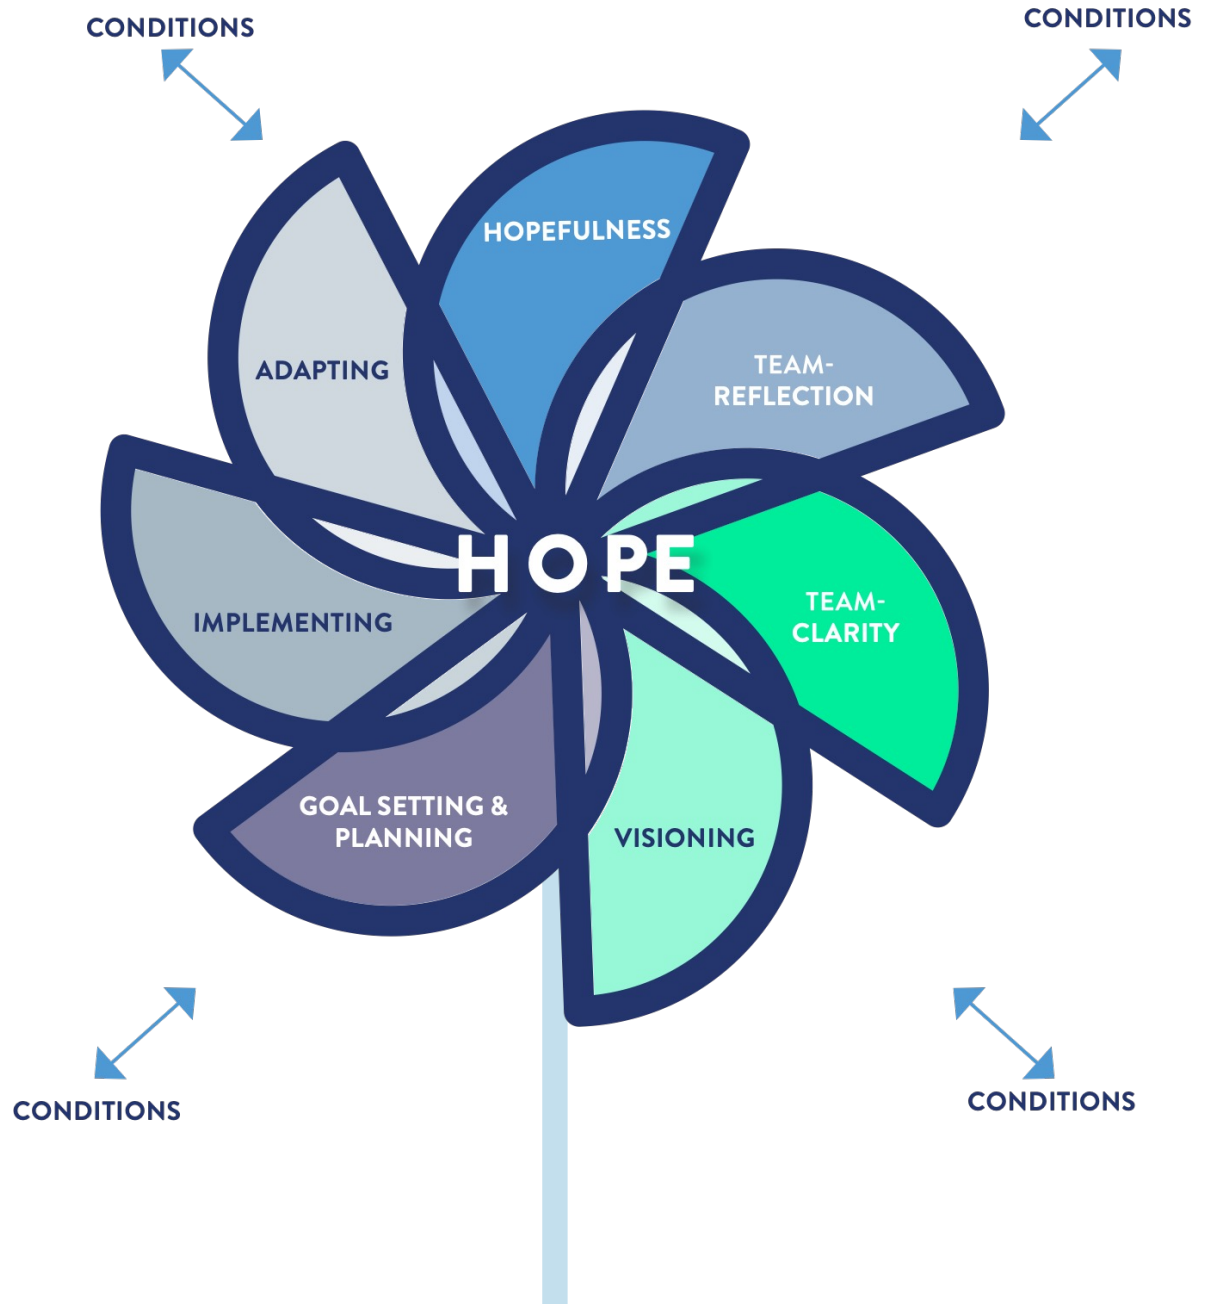 CONDITIONS
CONDITIONS
HOPEFULNESS
TEAM-
REFLECTION
ADAPTING
HOPE
TEAM-
CLARITY
IMPLEMENTING
GOAL SETTING &
PLANNING
VISIONING
CONDITIONS
CONDITIONS